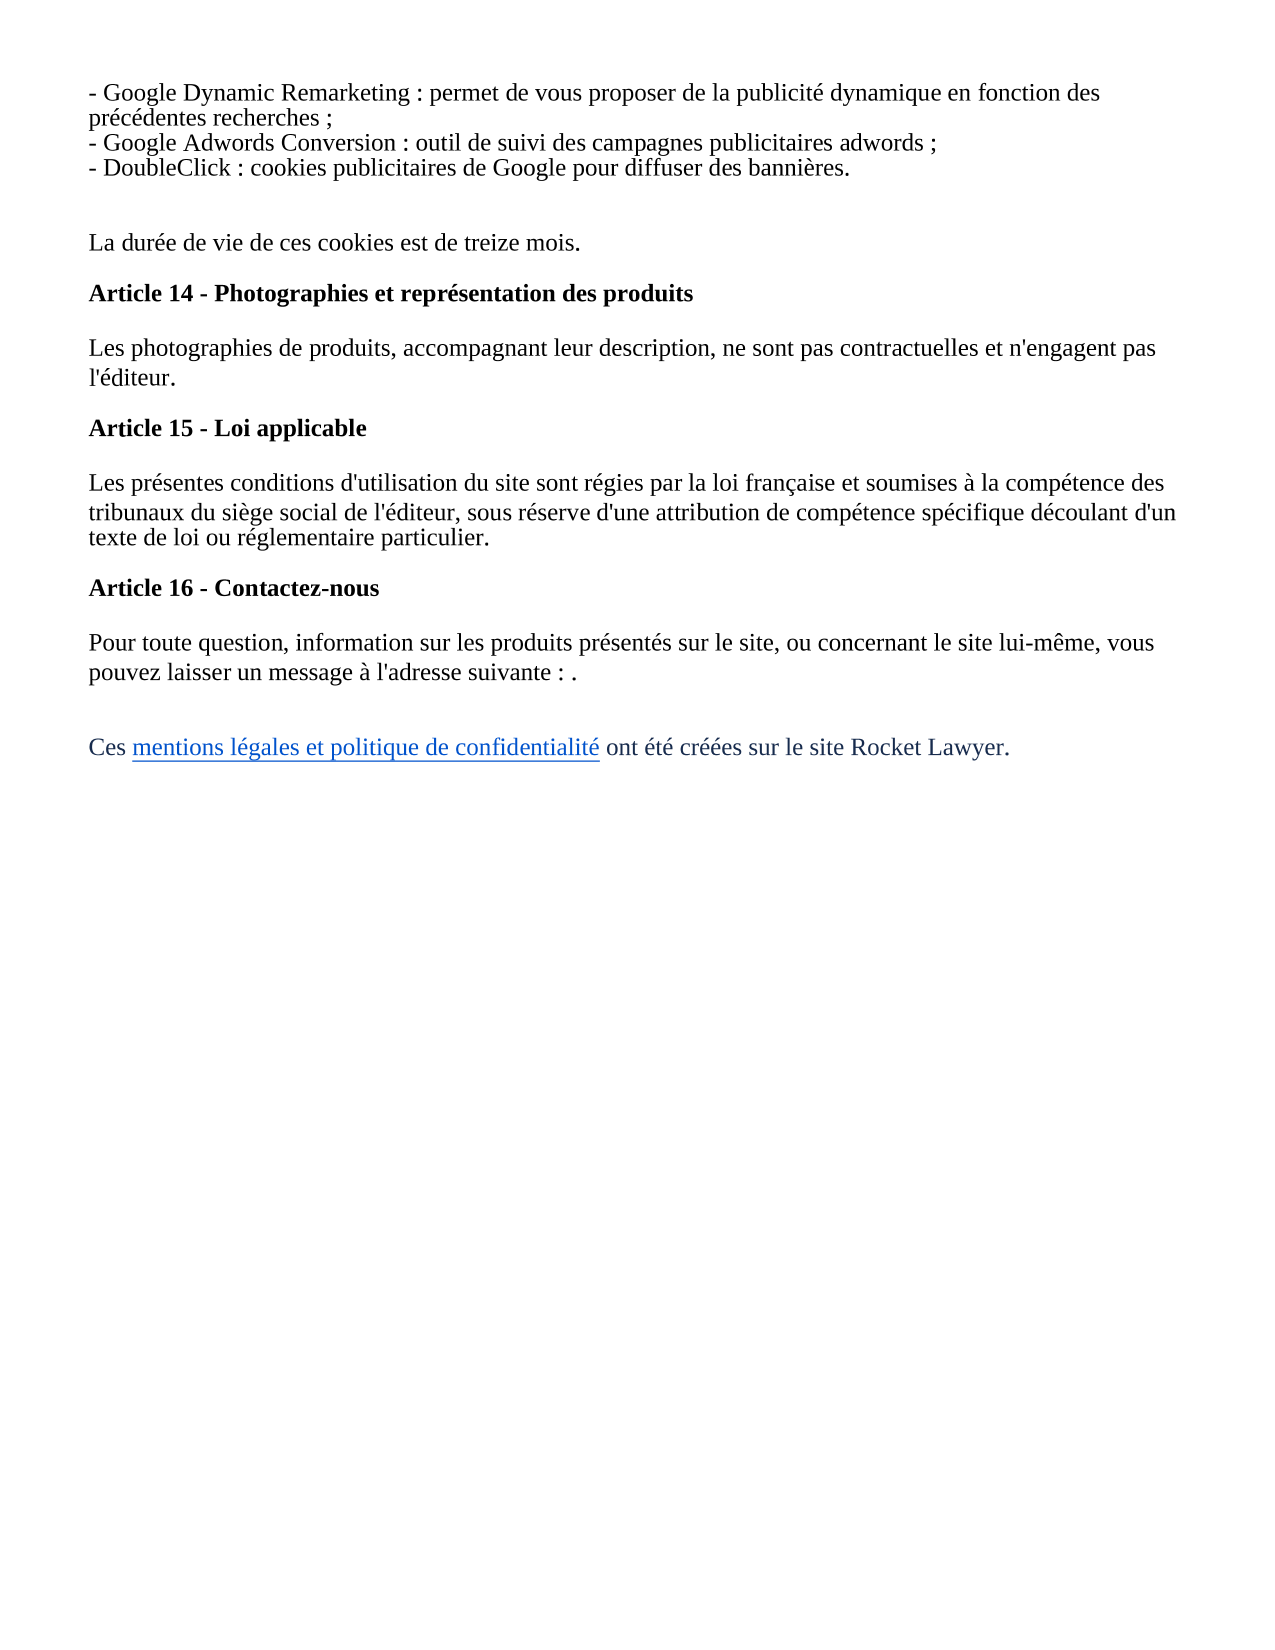 - Google Dynamic Remarketing : permet de vous proposer de la publicité dynamique en fonction des
précédentes recherches ;
- Google Adwords Conversion : outil de suivi des campagnes publicitaires adwords ;
- DoubleClick : cookies publicitaires de Google pour diffuser des bannières.
La durée de vie de ces cookies est de treize mois.
Article 14 - Photographies et représentation des produits
Les photographies de produits, accompagnant leur description, ne sont pas contractuelles et n'engagent pas
l'éditeur.
Article 15 - Loi applicable
Les présentes conditions d'utilisation du site sont régies par la loi française et soumises à la compétence des
tribunaux du siège social de l'éditeur, sous réserve d'une attribution de compétence spécifique découlant d'un
texte de loi ou réglementaire particulier.
Article 16 - Contactez-nous
Pour toute question, information sur les produits présentés sur le site, ou concernant le site lui-même, vous
pouvez laisser un message à l'adresse suivante : .
Ces mentions légales et politique de confidentialité ont été créées sur le site Rocket Lawyer.